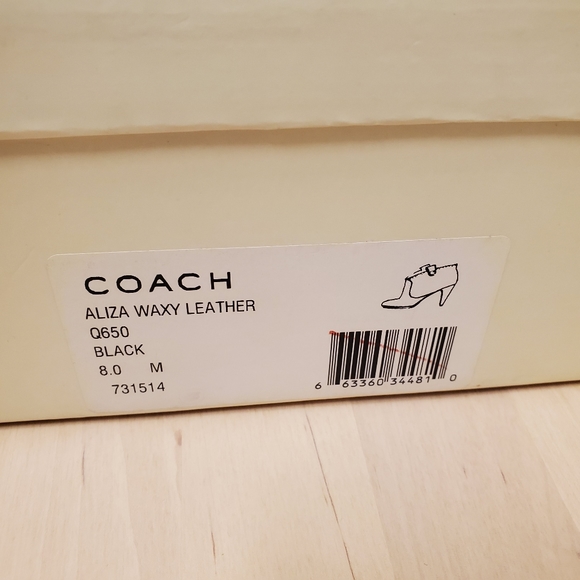 COACH
ALIZA WAXY LEATHER
Q650
BLACK
8.0 M
731514
6 63360 34481 0